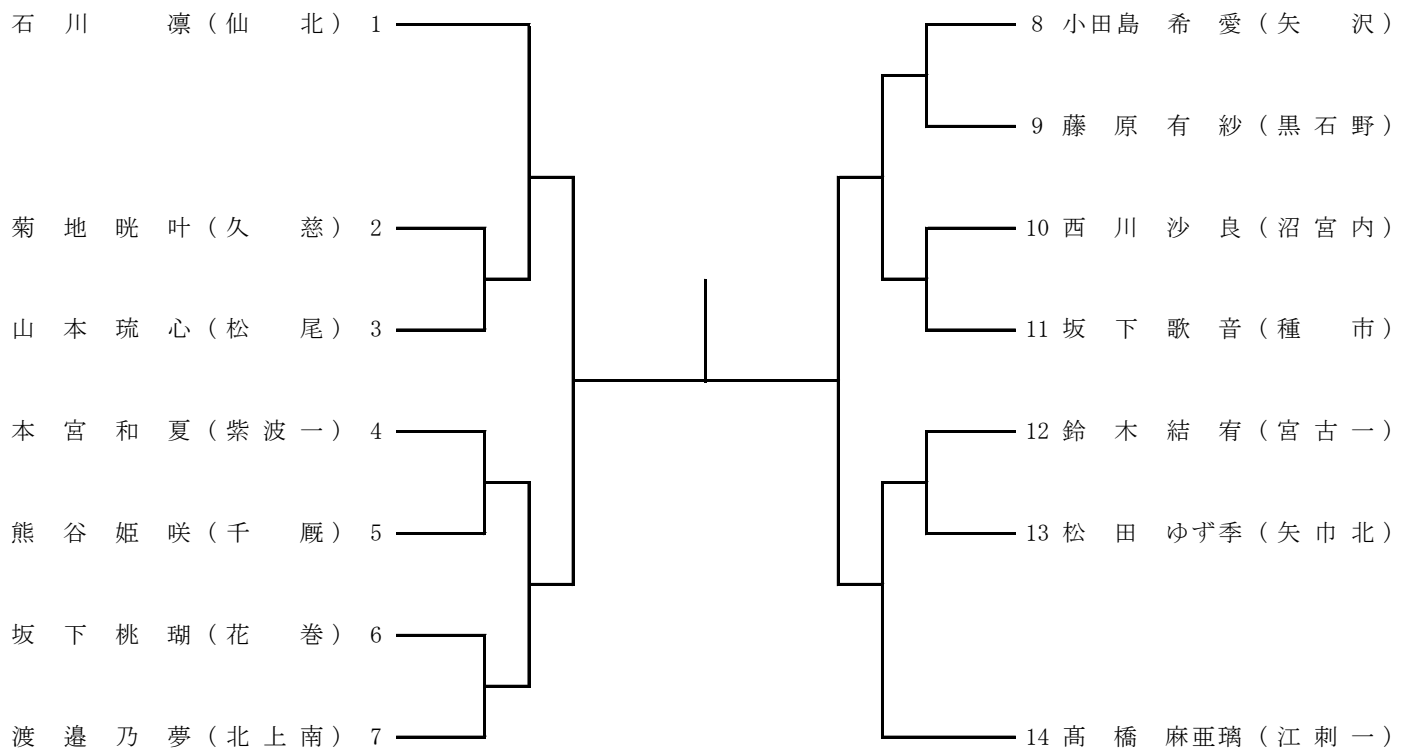 石川 凛(仙 北) 1
菊地 晄叶(久 慈) 2
山本 琉心(松 尾) 3
本宮 和夏(紫波一) 4
熊谷 姫咲(千 厩) 5
坂下 桃瑚(花 巻) 6
渡邉 乃夢(北上南) 7
8 小田島 希愛(矢 沢)
9 藤原 有紗(黒石野)
10 西川 沙良(沼宮内)
11 坂下 歌音(種 市)
12 鈴木 結宥(宮古一)
13 松田 ゆず季(矢巾北)
14 髙橋 麻亜璃(江刺一)